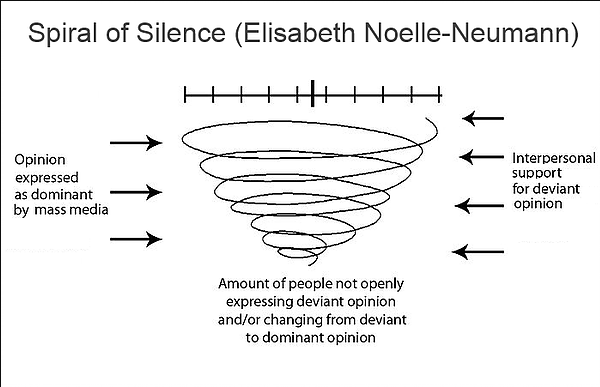 Spiral of Silence (Elisabeth Noelle-Neumann)
Opinion
expressed
as dominant
by mass media
Interpersonal
support
for deviant
opinion
Amount of people not openly
expressing deviant opinion
and/or changing from deviant
to dominant opinion